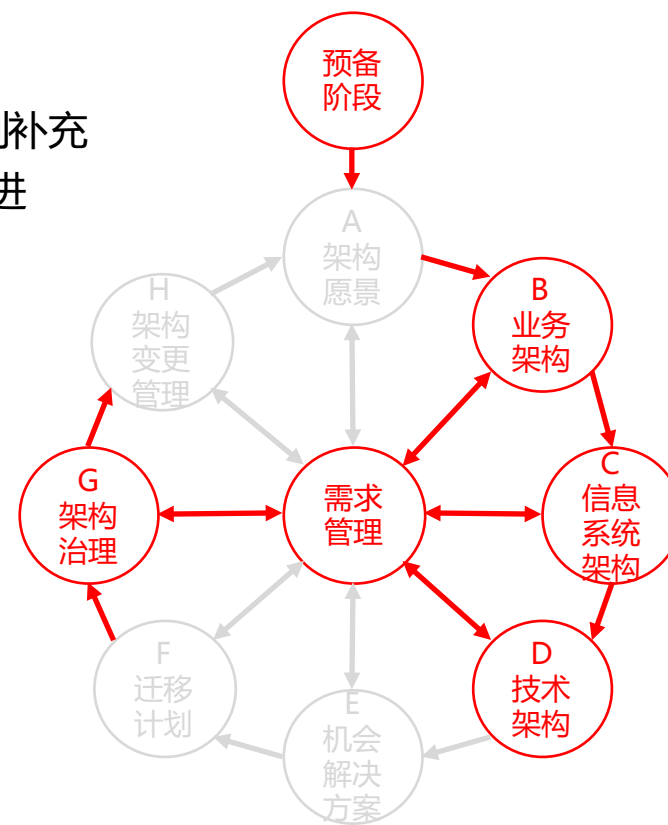 预备
阶段
则补充
进
A
架构
愿景
H
架构
变更
管理
B
业务
架构
G
架构
治理
需求
管理
C
信息
系统
架构
F
迁移
计划
D
技术
架构
E
机会
解决
方案